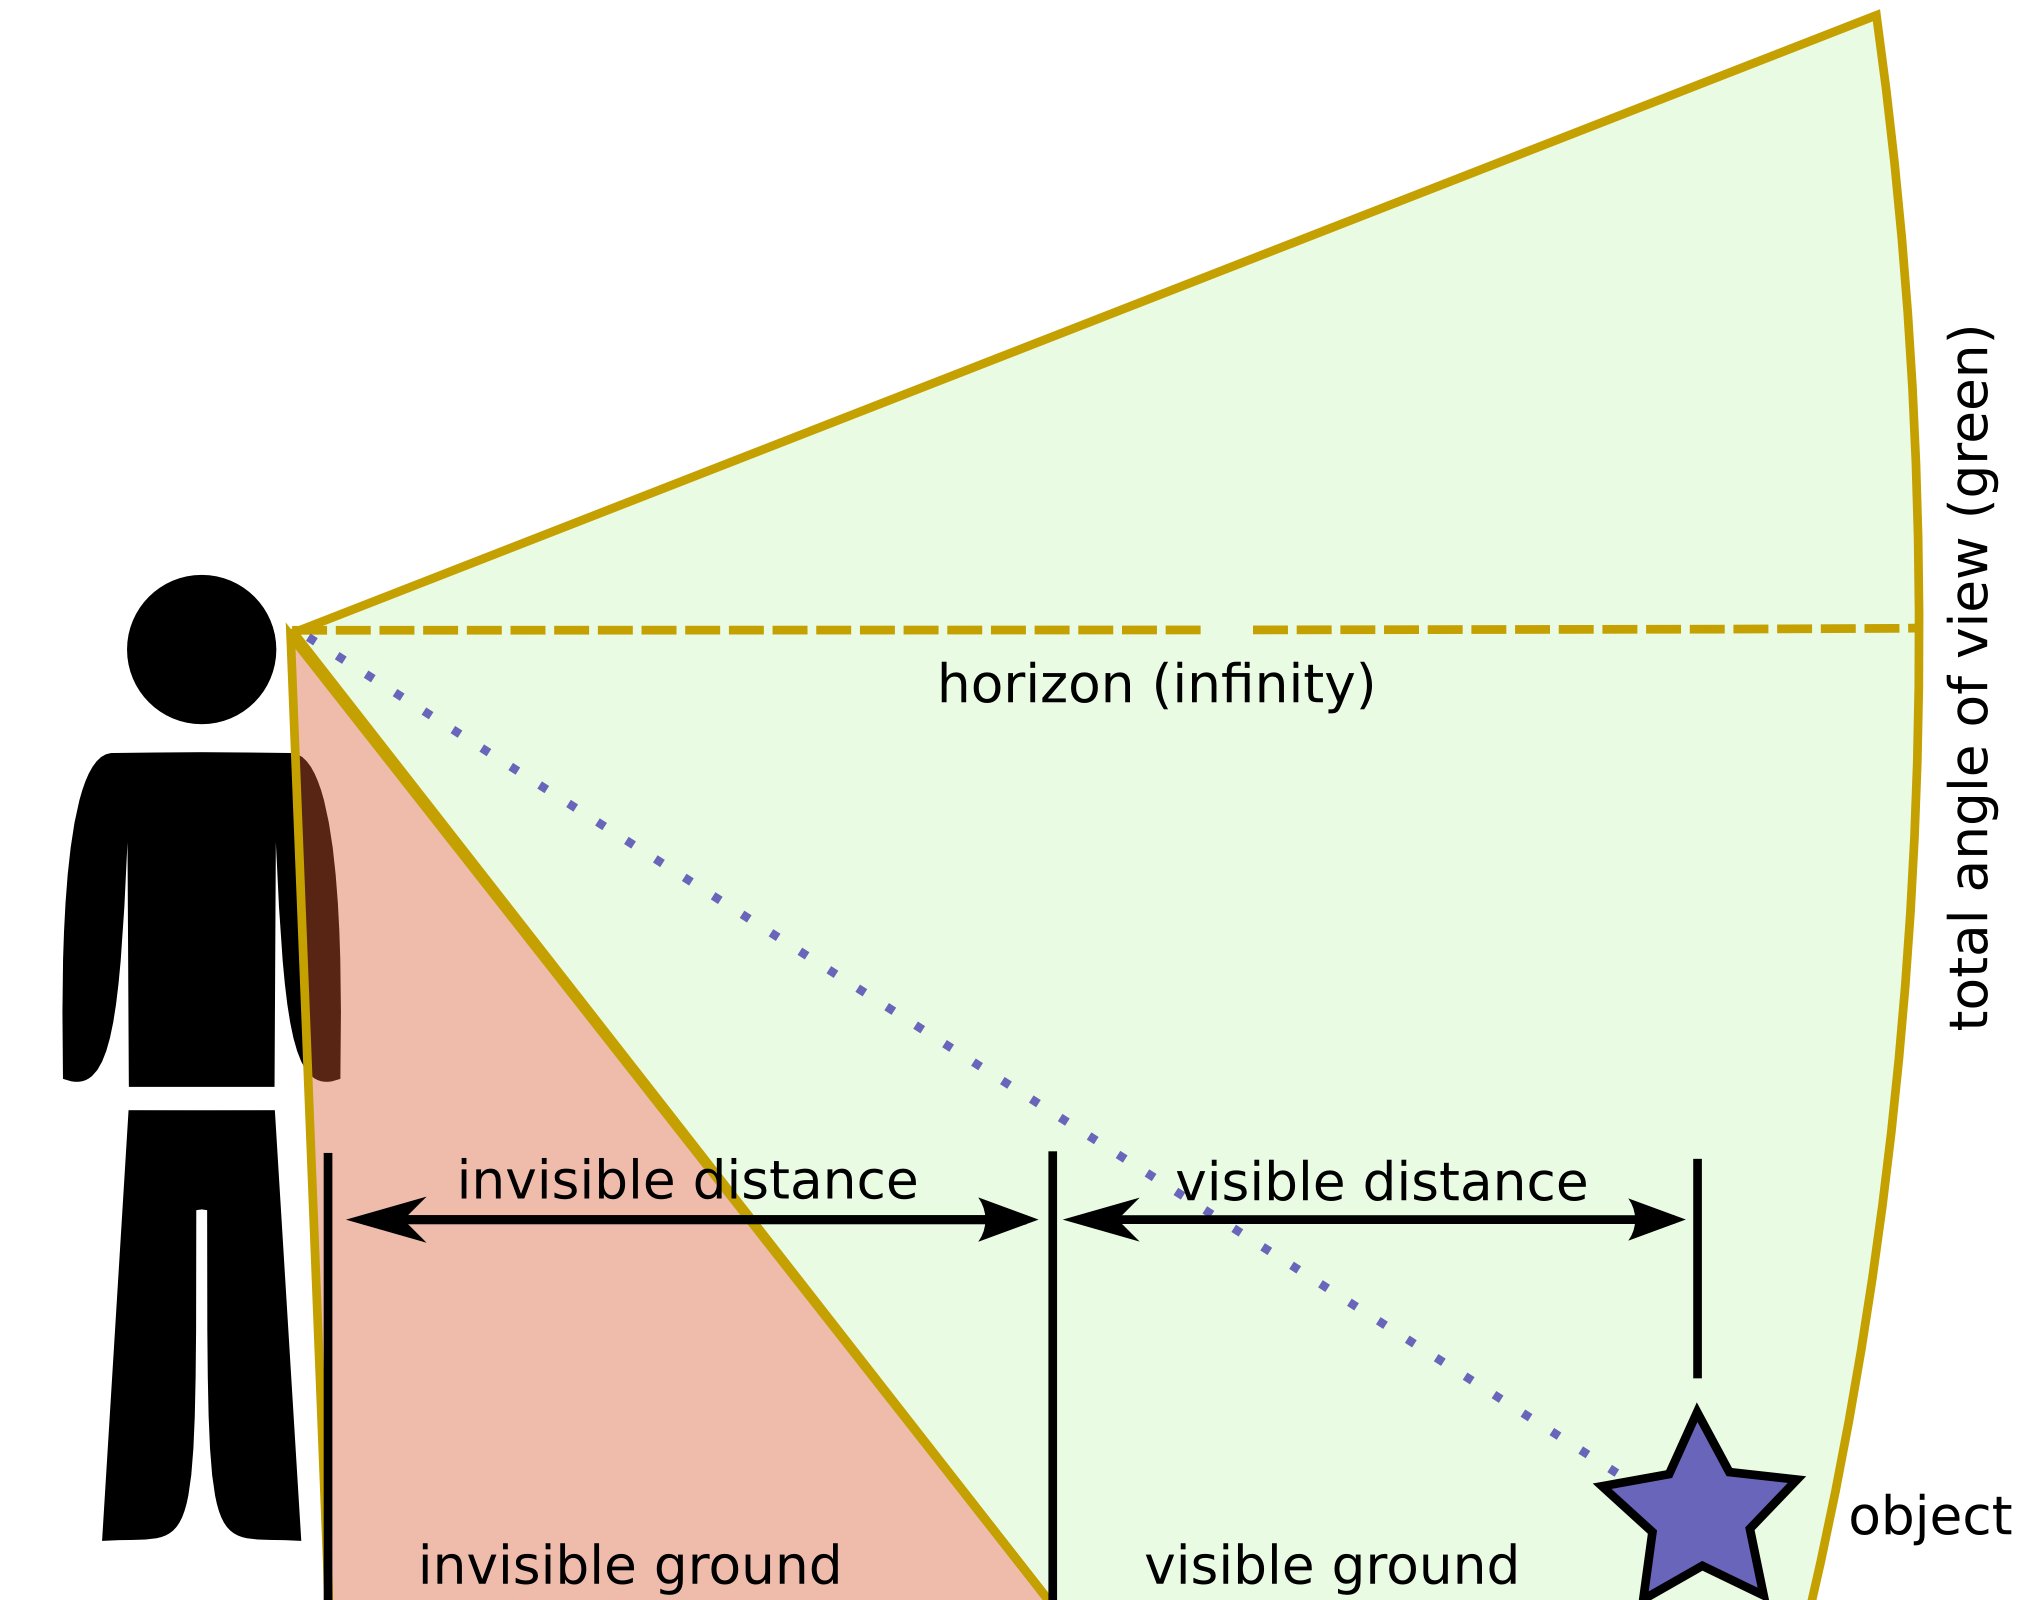 total angle of view (green)
horizon (infinity)
invisible distance
visible distance
object
invisible ground
visible ground